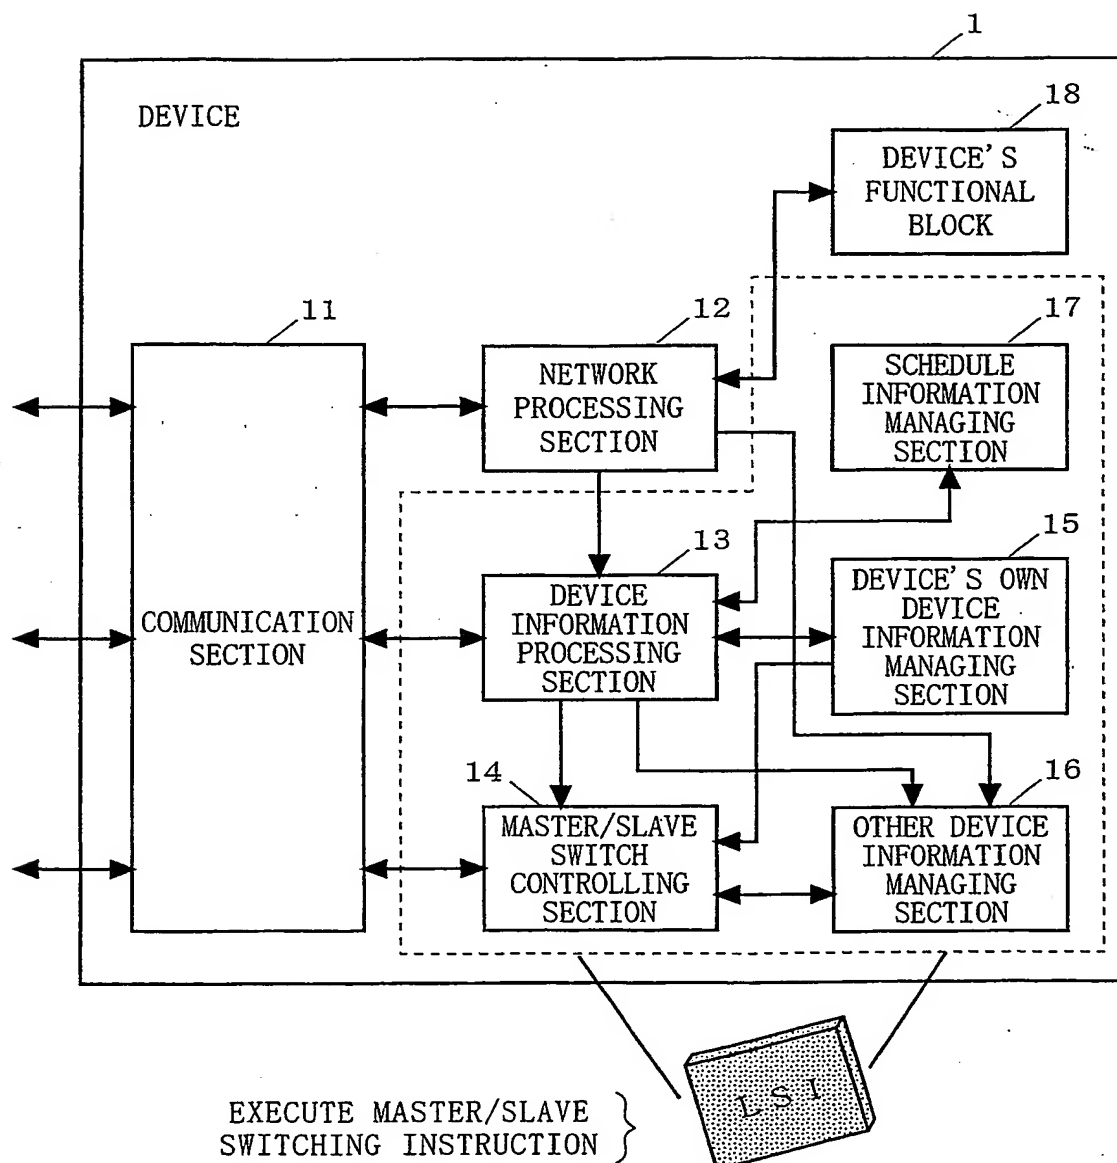 1
DEVICE
18
DEVICE'S
FUNCTIONAL
BLOCK
11
12
17
NETWORK
PROCESSING
SECTION
SCHEDULE
INFORMATION
MANAGING
SECTION
13
15
COMMUNICATION
SECTION
DEVICE
INFORMATION
PROCESSING
SECTION
DEVICE'S OWN
DEVICE
INFORMATION
MANAGING
SECTION
14
16
MASTER/SLAVE
SWITCH
CONTROLLING
SECTION
OTHER DEVICE
INFORMATION
MANAGING
SECTION
LSI
EXECUTE MASTER/SLAVE
SWITCHING INSTRUCTION